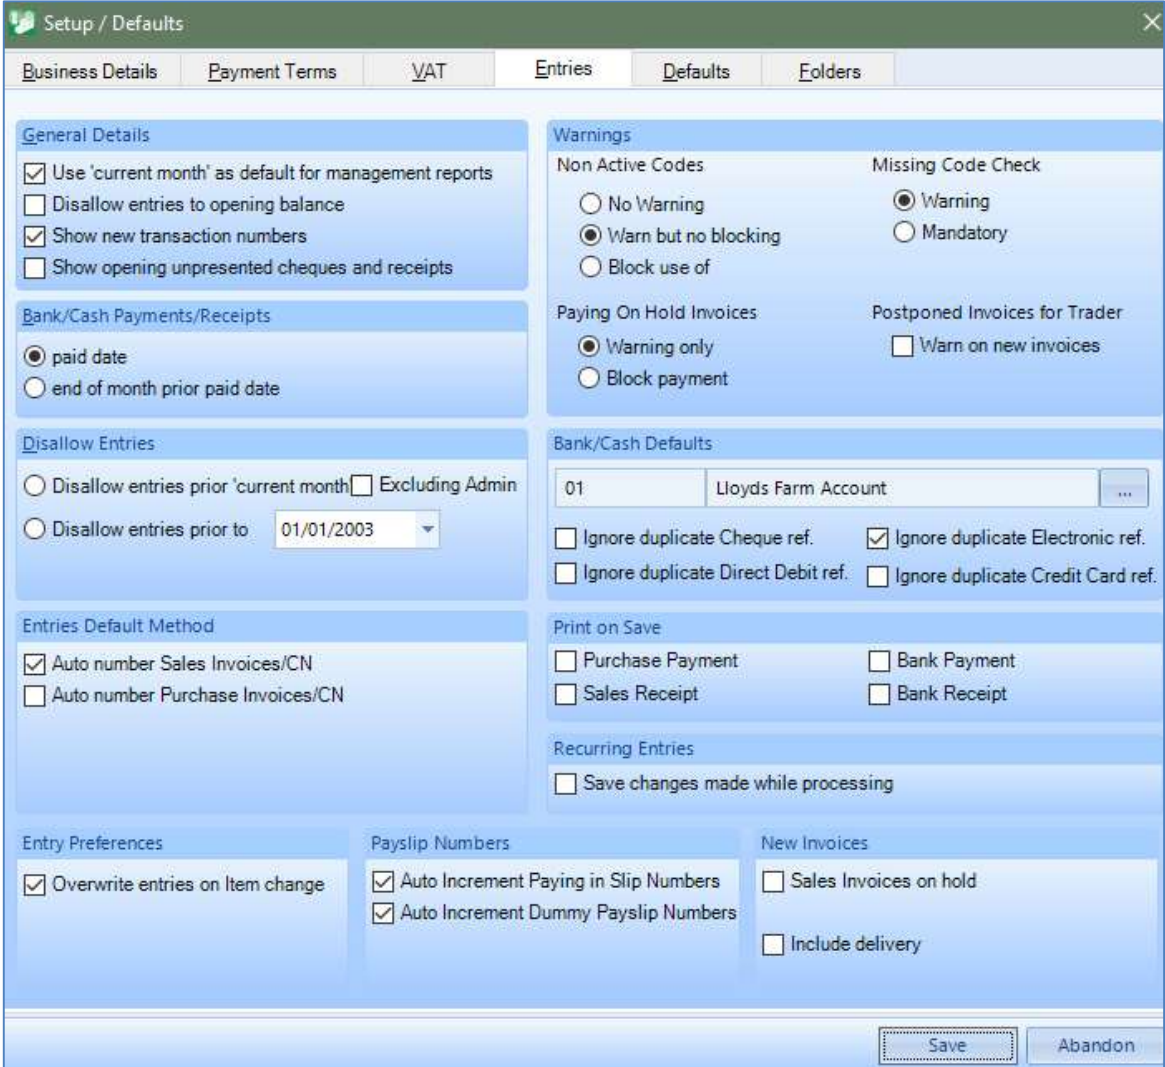 Setup / Defaults
Business Details Payment Terms VAT Entries Defaults Folders
General Details
Use 'current month' as default for management reports
Disallow entries to opening balance
Show new transaction numbers
Show opening unpresented cheques and receipts
Bank/Cash Payments/Receipts
paid date
end of month prior paid date
Disallow Entries
Disallow entries prior 'current month' Excluding Admin
Disallow entries prior to 01/01/2003
Entries Default Method
Auto number Sales Invoices/CN
Auto number Purchase Invoices/CN
Warnings
Non Active Codes
No Warning
Warn but no blocking
Block use of
Missing Code Check
Warning
Mandatory
Paying On Hold Invoices
Warning only
Block payment
Postponed Invoices for Trader
Warn on new invoices
Bank/Cash Defaults
01 Lloyds Farm Account ...
Ignore duplicate Cheque ref. Ignore duplicate Electronic ref.
Ignore duplicate Direct Debit ref. Ignore duplicate Credit Card ref.
Print on Save
Purchase Payment Bank Payment
Sales Receipt Bank Receipt
Recurring Entries
Save changes made while processing
Entry Preferences
Overwrite entries on Item change
Payslip Numbers
Auto Increment Paying in Slip Numbers
Auto Increment Dummy Payslip Numbers
New Invoices
Sales Invoices on hold
Include delivery
Save Abandon